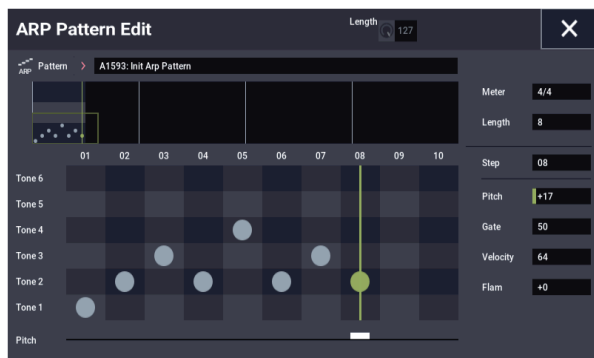 ARP Pattern Edit
Length
127
ARP Pattern > A1593: Init Arp Pattern
Meter 4/4
Length 8
01 02 03 04 05 06 07 08 09 10
Step 08
Tone 6
Pitch +17
Tone 5
Tone 4
Gate 50
Tone 3
Velocity 64
Tone 2
Flam +0
Tone 1
Pitch